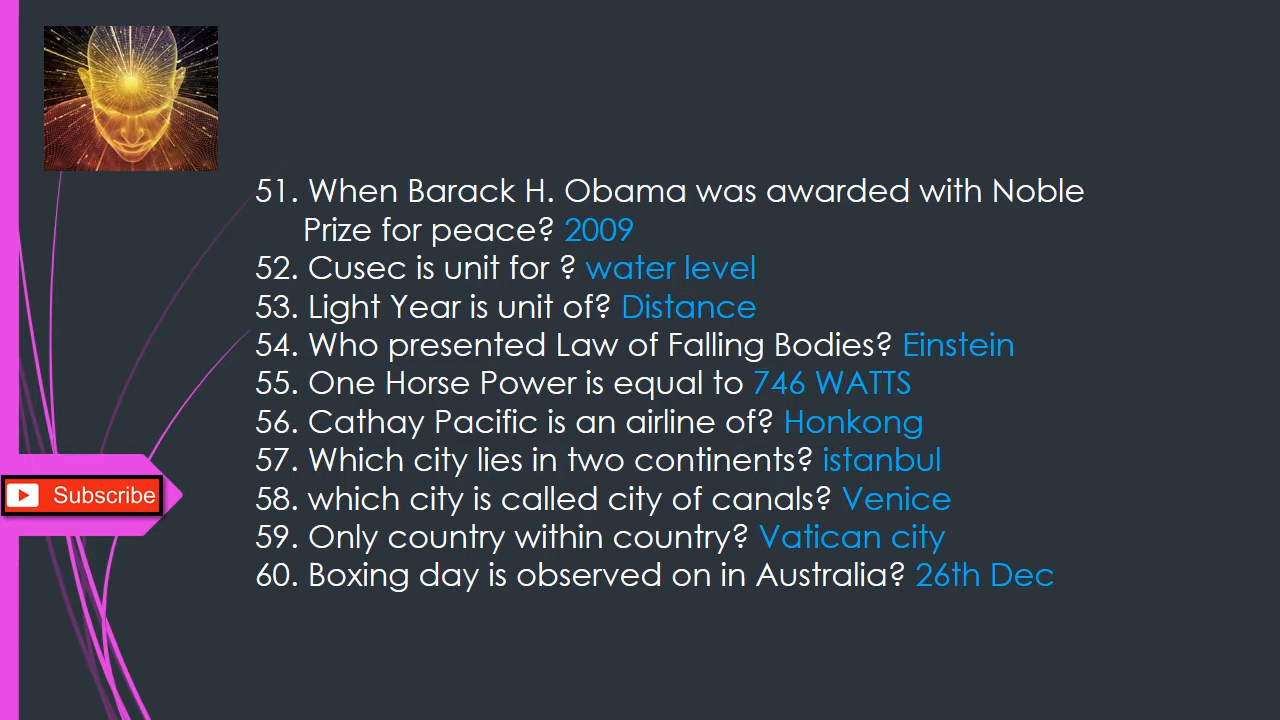 51. When Barack H. Obama was awarded with Noble
Prize for peace? 2009
52. Cusec is unit for ? water level
53. Light Year is unit of? Distance
54. Who presented Law of Falling Bodies? Einstein
55. One Horse Power is equal to 746 WATTS
56. Cathay Pacific is an airline of? Honkong
57. Which city lies in two continents? istanbul
Subscribe
58. which city is called city of canals? Venice
59. Only country within country? Vatican city
60. Boxing day is observed on in Australia? 26th Dec